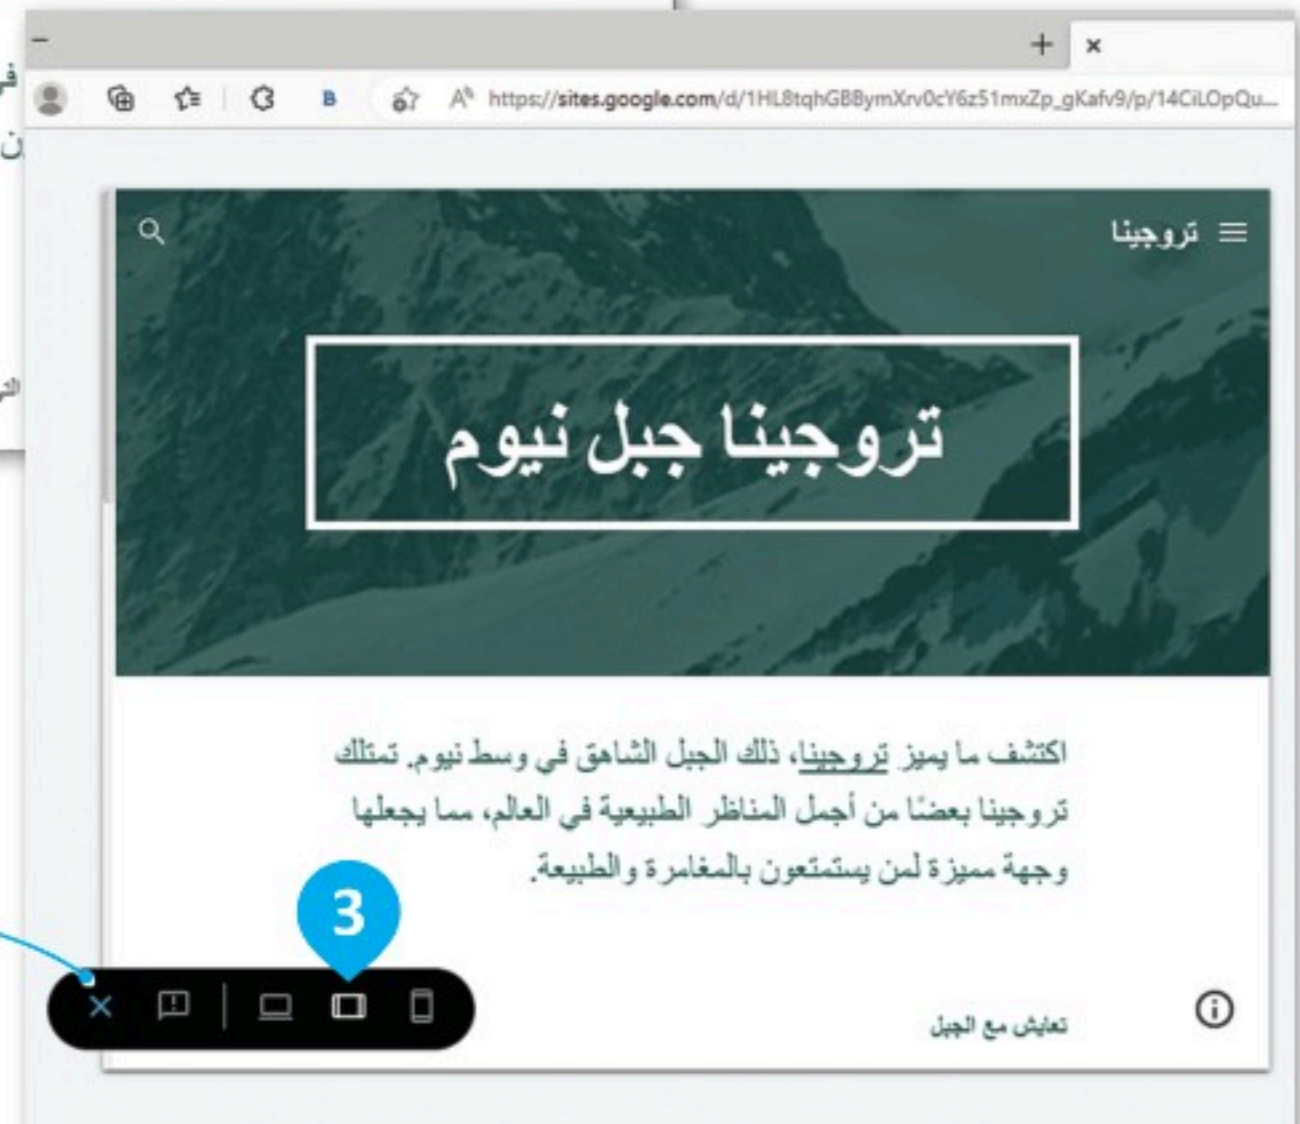 https://sites.google.com/d/1HL8tqhGBBymXrv0cY6z51mxZp_gKafv9/p/14CiLOpQu...
تروجينا
تروجينا جبل نيوم
اكتشف ما يميز تروجينا، ذلك الجبل الشاهق في وسط نيوم. تمتلك
تروجينا بعضًا من أجمل المناظر الطبيعية في العالم، مما يجعلها
وجهة مميزة لمن يستمتعون بالمغامرة والطبيعة.
3
تعايش مع الجبل